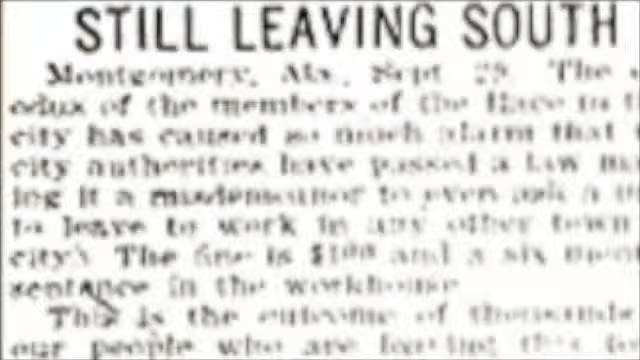 STILL LEAVING SOUTH
Montgomery, Ala., Sept 28 The
odus of the members of the Race in
city has caused so much alarm that
city authorities have passed a law
ing it a misdemeanor to even ask a
to leave to work in any other town
city. The fine is $100 and a six
sentence in the workhouse
This is the outcome of thousands
our people who are leaving